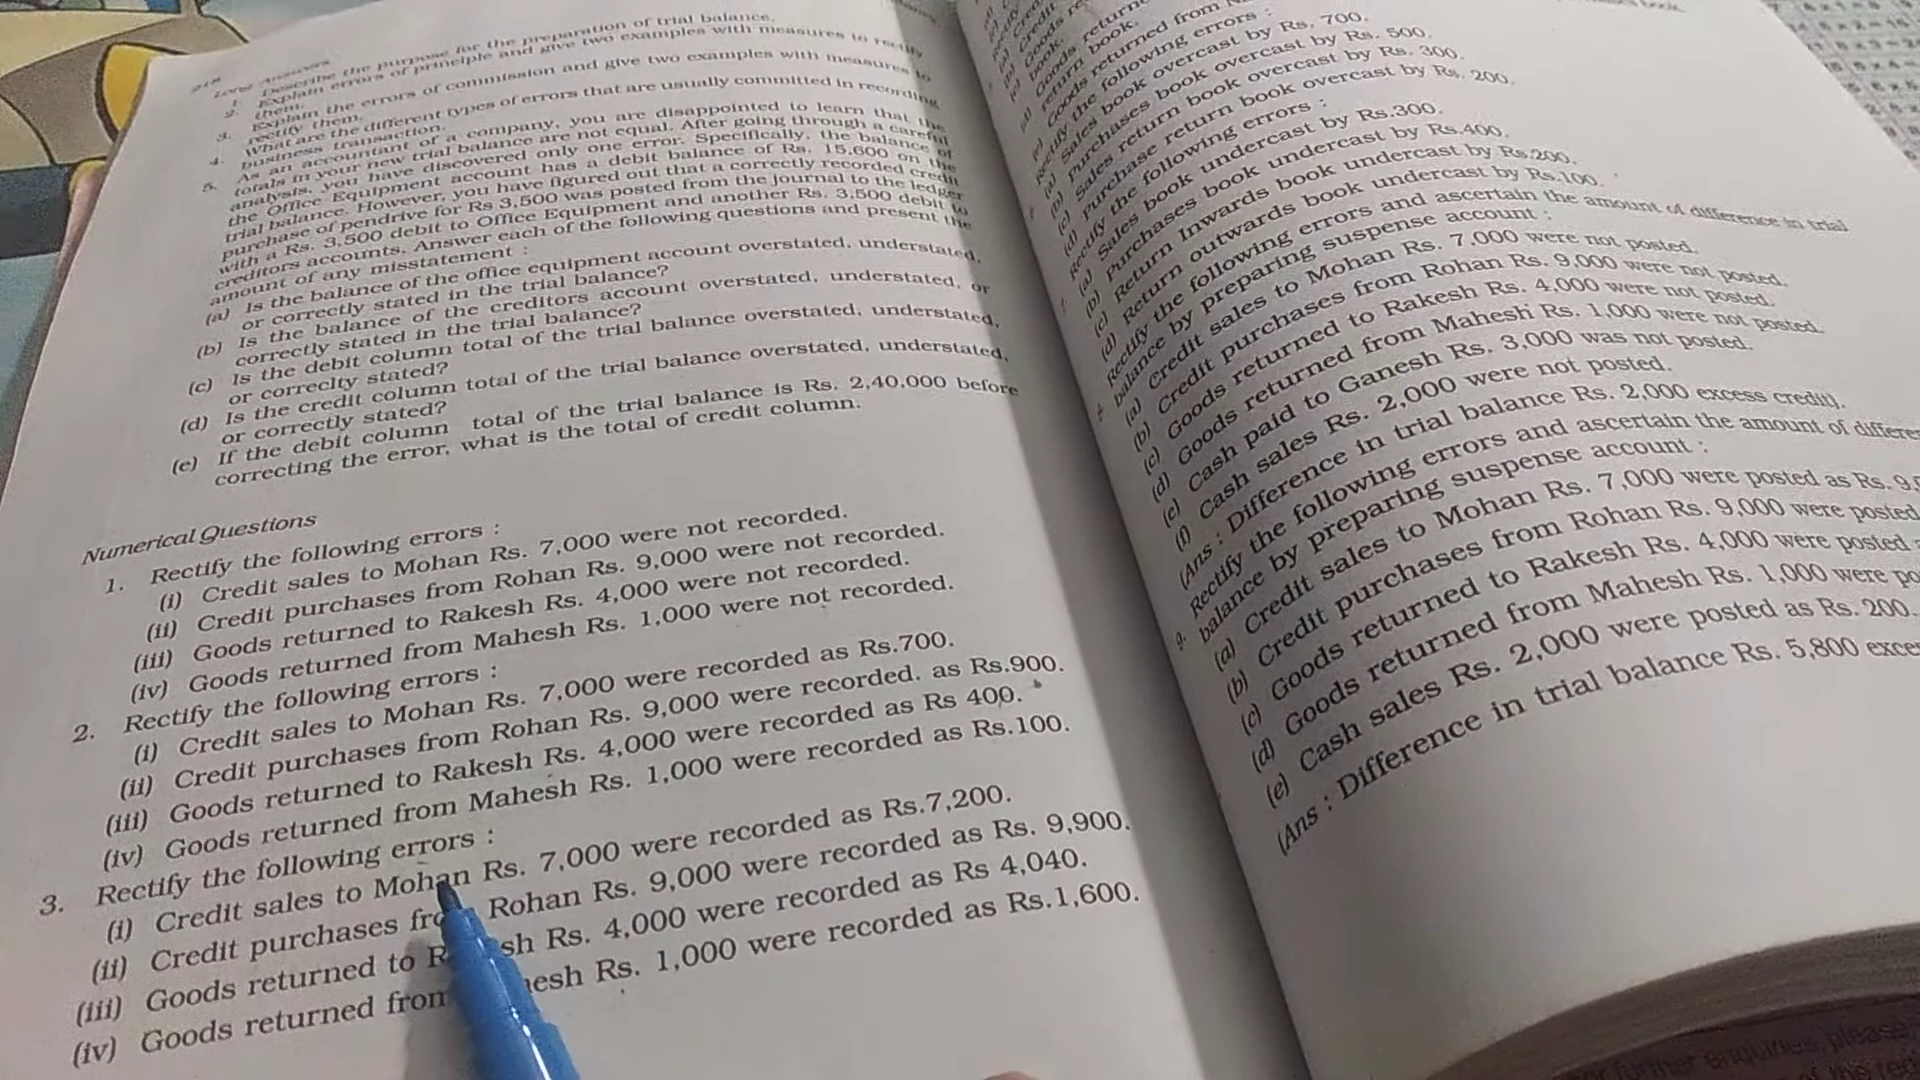 Long Answers
1. Describe the purpose for the preparation of trial balance.
2. Explain errors of principle and give two examples with measures to rectify
them.
3. Explain the errors of commission and give two examples with measures to
rectify them.
4. What are the different types of errors that are usually committed in recording
business transaction.
5. As an accountant of a company, you are disappointed to learn that the
totals in your new trial balance are not equal. After going through a careful
analysis, you have discovered only one error. Specifically, the balance of
the Office Equipment account has a debit balance of Rs. 15,600 on the
trial balance. However, you have figured out that a correctly recorded credit
purchase of pendrive for Rs 3,500 was posted from the journal to the ledger
with a Rs. 3,500 debit to Office Equipment and another Rs. 3,500 debit to
creditors accounts. Answer each of the following questions and present the
amount of any misstatement :
(a) Is the balance of the office equipment account overstated, understated,
or correctly stated in the trial balance?
(b) Is the balance of the creditors account overstated, understated, or
correctly stated in the trial balance?
(c) Is the debit column total of the trial balance overstated, understated,
or correclty stated?
(d) Is the credit column total of the trial balance overstated, understated,
or correctly stated?
(e) If the debit column total of the trial balance is Rs. 2,40,000 before
correcting the error, what is the total of credit column.
Numerical Questions
1. Rectify the following errors :
(i) Credit sales to Mohan Rs. 7,000 were not recorded.
(ii) Credit purchases from Rohan Rs. 9,000 were not recorded.
(iii) Goods returned to Rakesh Rs. 4,000 were not recorded.
(iv) Goods returned from Mahesh Rs. 1,000 were not recorded.
2. Rectify the following errors :
(i) Credit sales to Mohan Rs. 7,000 were recorded as Rs.700.
(ii) Credit purchases from Rohan Rs. 9,000 were recorded. as Rs.900.
(iii) Goods returned to Rakesh Rs. 4,000 were recorded as Rs 400.
(iv) Goods returned from Mahesh Rs. 1,000 were recorded as Rs.100.
3. Rectify the following errors :
(i) Credit sales to Mohan Rs. 7,000 were recorded as Rs.7,200.
(ii) Credit purchases Rohan Rs. 9,000 were recorded as Rs. 9,900.
(iii) Goods returned to Rs. 4,000 were recorded as Rs 4,040.
(iv) Goods returned Rs. 1,000 were recorded as Rs.1,600.
book.
Goods returned from
Rectify the following errors :
(a) Sales book overcast by Rs. 700.
(b) Purchases book overcast by Rs. 500.
(c) Sales return book overcast by Rs. 300.
(d) Purchase return book overcast by Rs. 200.
Rectify the following errors :
(a) Sales book undercast by Rs.300.
(b) Purchases book undercast by Rs.400.
(c) Return Inwards book undercast by Rs.200.
(d) Return outwards book undercast by Rs.100.
Rectify the following errors and ascertain the amount of difference in trial
balance by preparing suspense account :
(a) Credit sales to Mohan Rs. 7,000 were not posted.
(b) Credit purchases from Rohan Rs. 9,000 were not posted.
(c) Goods returned to Rakesh Rs. 4,000 were not posted.
(d) Goods returned from Mahesh Rs. 1,000 were not posted.
(e) Cash paid to Ganesh Rs. 3,000 was not posted.
(f) Cash sales Rs. 2,000 were not posted.
(Ans : Difference in trial balance Rs. 2,000 excess credit).
9. Rectify the following errors and ascertain the amount of
balance by preparing suspense account :
(a) Credit sales to Mohan Rs. 7,000 were posted as Rs.
(b) Credit purchases from Rohan Rs. 9,000 were posted
(c) Goods returned to Rakesh Rs. 4,000 were posted
(d) Goods returned from Mahesh Rs. 1,000 were
(e) Cash sales Rs. 2,000 were posted as Rs. 200.
(Ans : Difference in trial balance Rs. 5,800